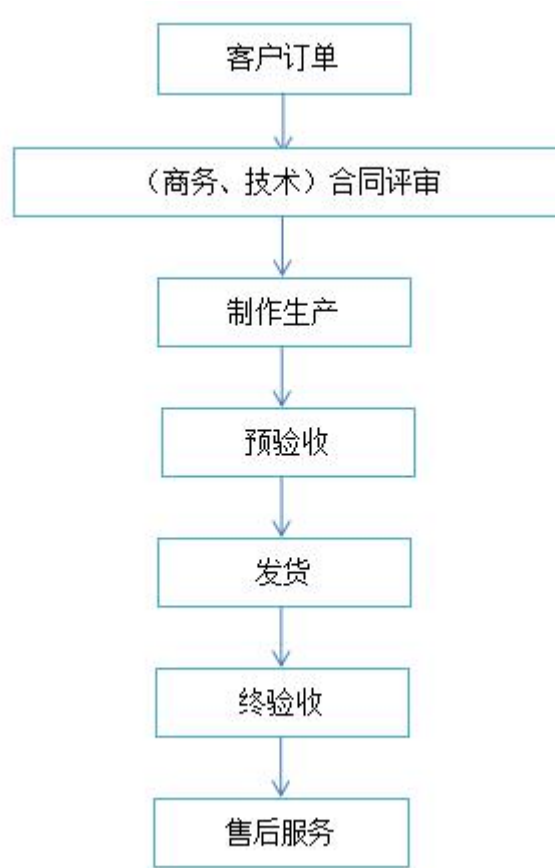 客户订单
（商务、技术）合同评审
制作生产
预验收
发货
终验收
售后服务